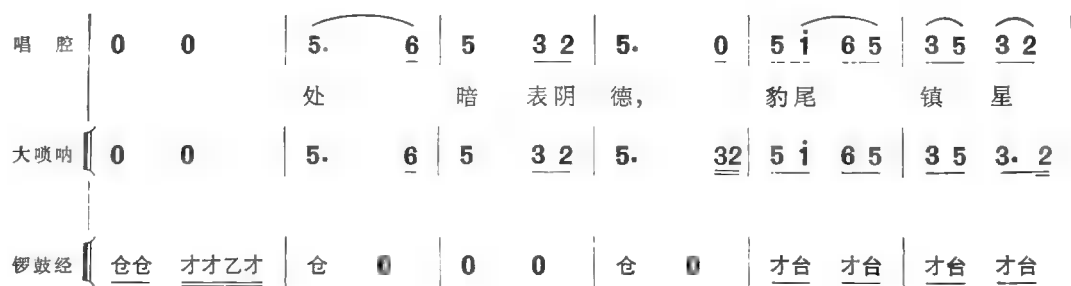 唱腔 0 0 5. 6 5 3 2 5. 0 5 i 6 5 3 5 3 2
处 暗 表阴 德， 豹尾 镇 星
大唢呐 0 0 5. 6 5 3 2 5. 32 5 i 6 5 3 5 3. 2
锣鼓经 仓仓 才才乙才 仓 0 0 0 仓 0 才台 才台 才台 才台